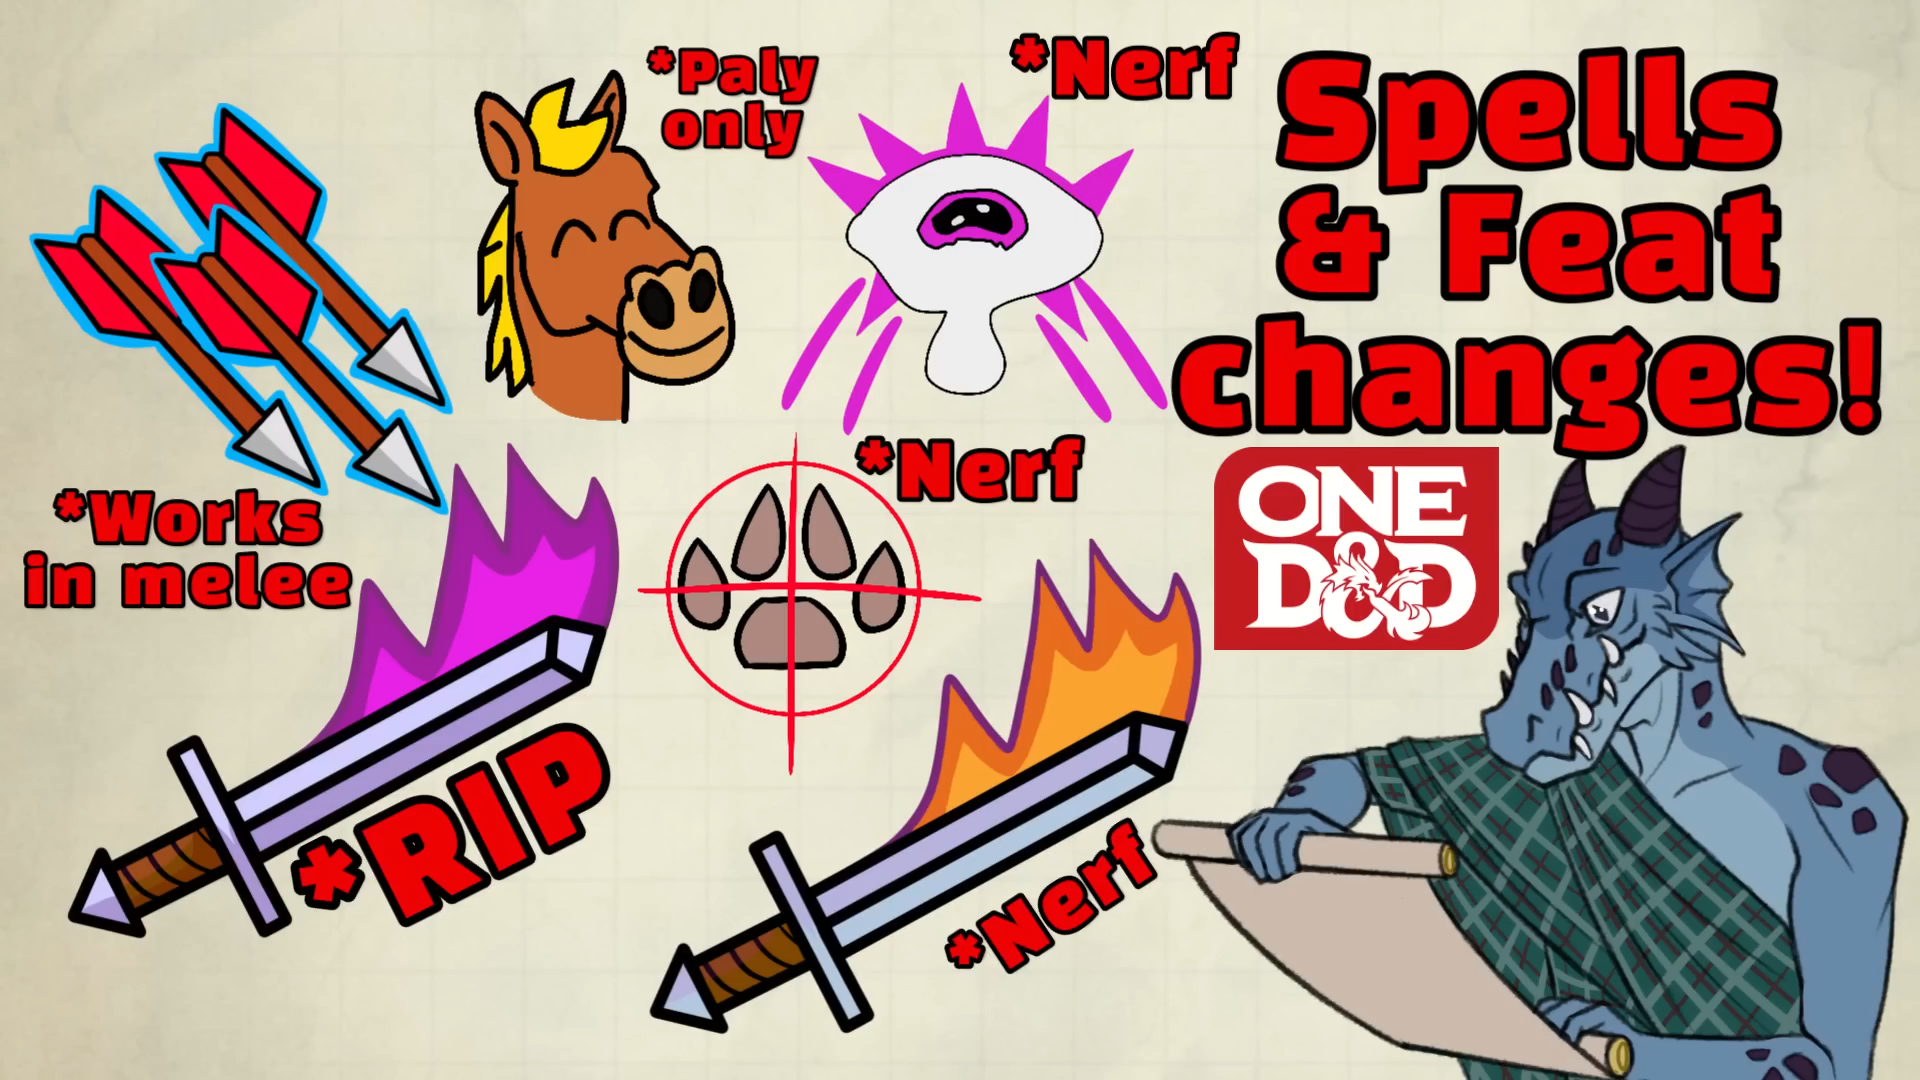 *Paly
only
*Nerf
Spells
& Feat
changes!
*Works
in melee
*Nerf
ONE
D&D
*RIP
*Nerf